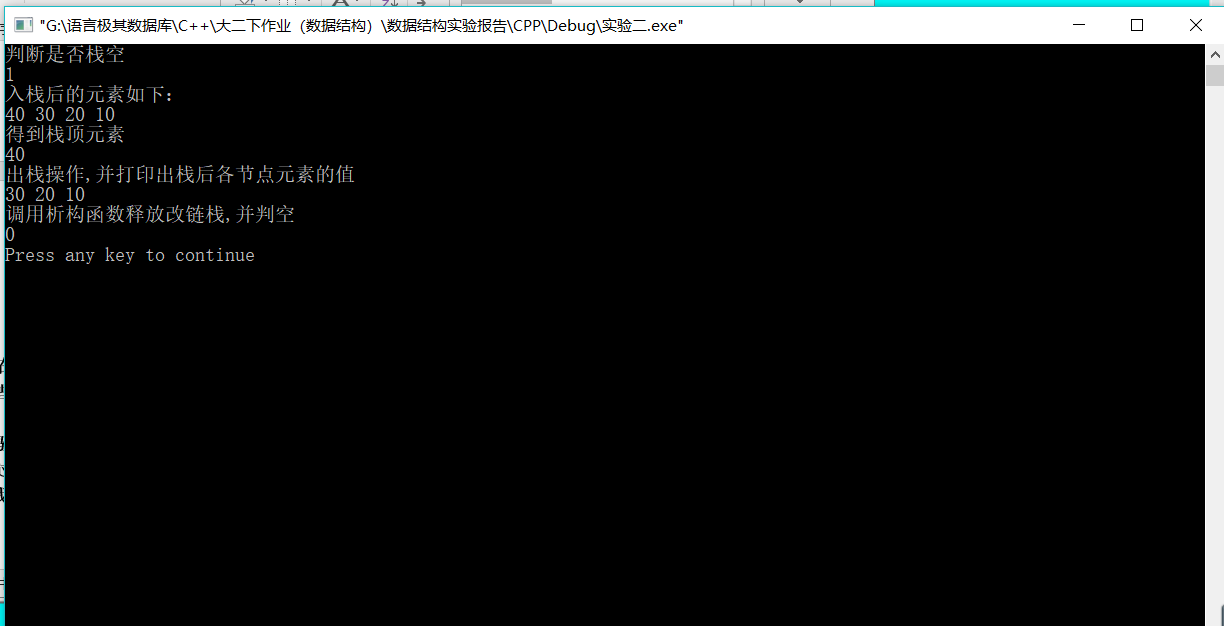 "G:\语言极其数据库\C++\大二下作业（数据结构）\数据结构实验报告\CPP\Debug\实验二.exe"
判断是否栈空
1
入栈后的元素如下：
40 30 20 10
得到栈顶元素
40
出栈操作,并打印出栈后各节点元素的值
30 20 10
调用析构函数释放改链栈,并判空
0
Press any key to continue